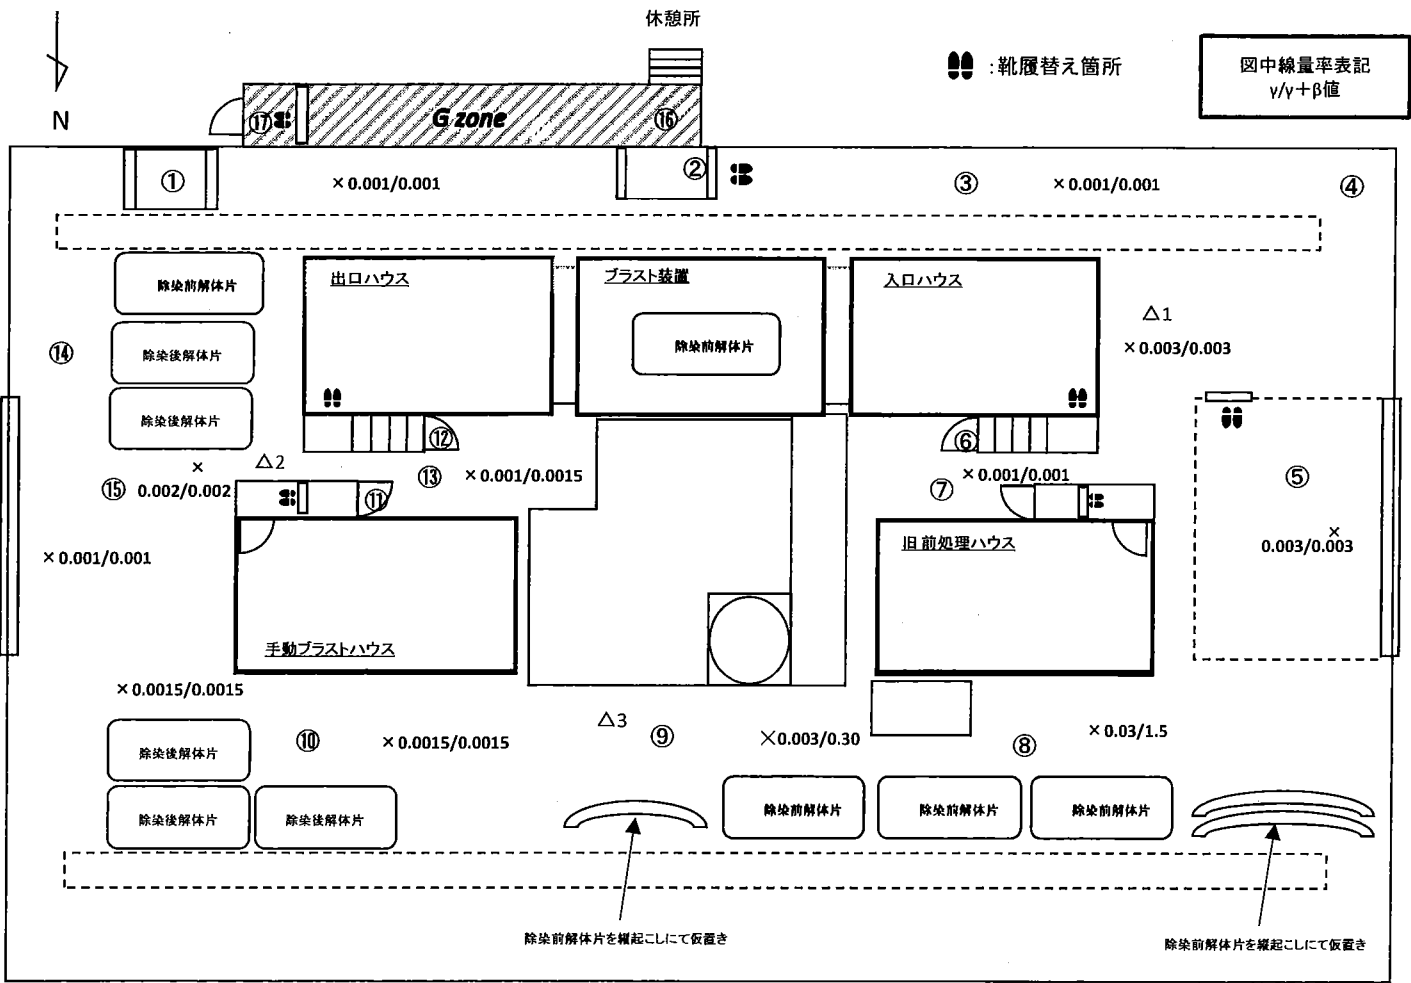 休憩所
:靴履替え箇所
図中線量率表記
γ/γ+β値
N
⑰
G zone
⑯
①
×0.001/0.001
②
③
×0.001/0.001
④
除染前解体片
出口ハウス
ブラスト装置
入口ハウス
△1
×0.003/0.003
⑭
除染後解体片
除染前解体片
除染後解体片
⑫
⑥
×
0.002/0.002
△2
⑬
×0.001/0.0015
×0.001/0.001
⑮
⑪
⑦
⑤
×
0.003/0.003
×0.001/0.001
旧前処理ハウス
手動ブラストハウス
×0.0015/0.0015
△3
⑨
×0.003/0.30
×0.03/1.5
⑩
×0.0015/0.0015
⑧
除染後解体片
除染後解体片
除染後解体片
除染前解体片
除染前解体片
除染前解体片
除染前解体片を縦起こしにて仮置き
除染前解体片を縦起こしにて仮置き